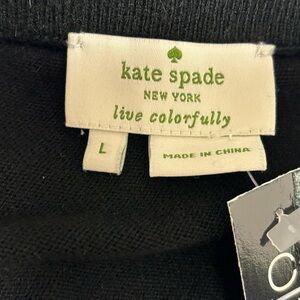 kate spade
NEW YORK
live colorfully
L
MADE IN CHINA